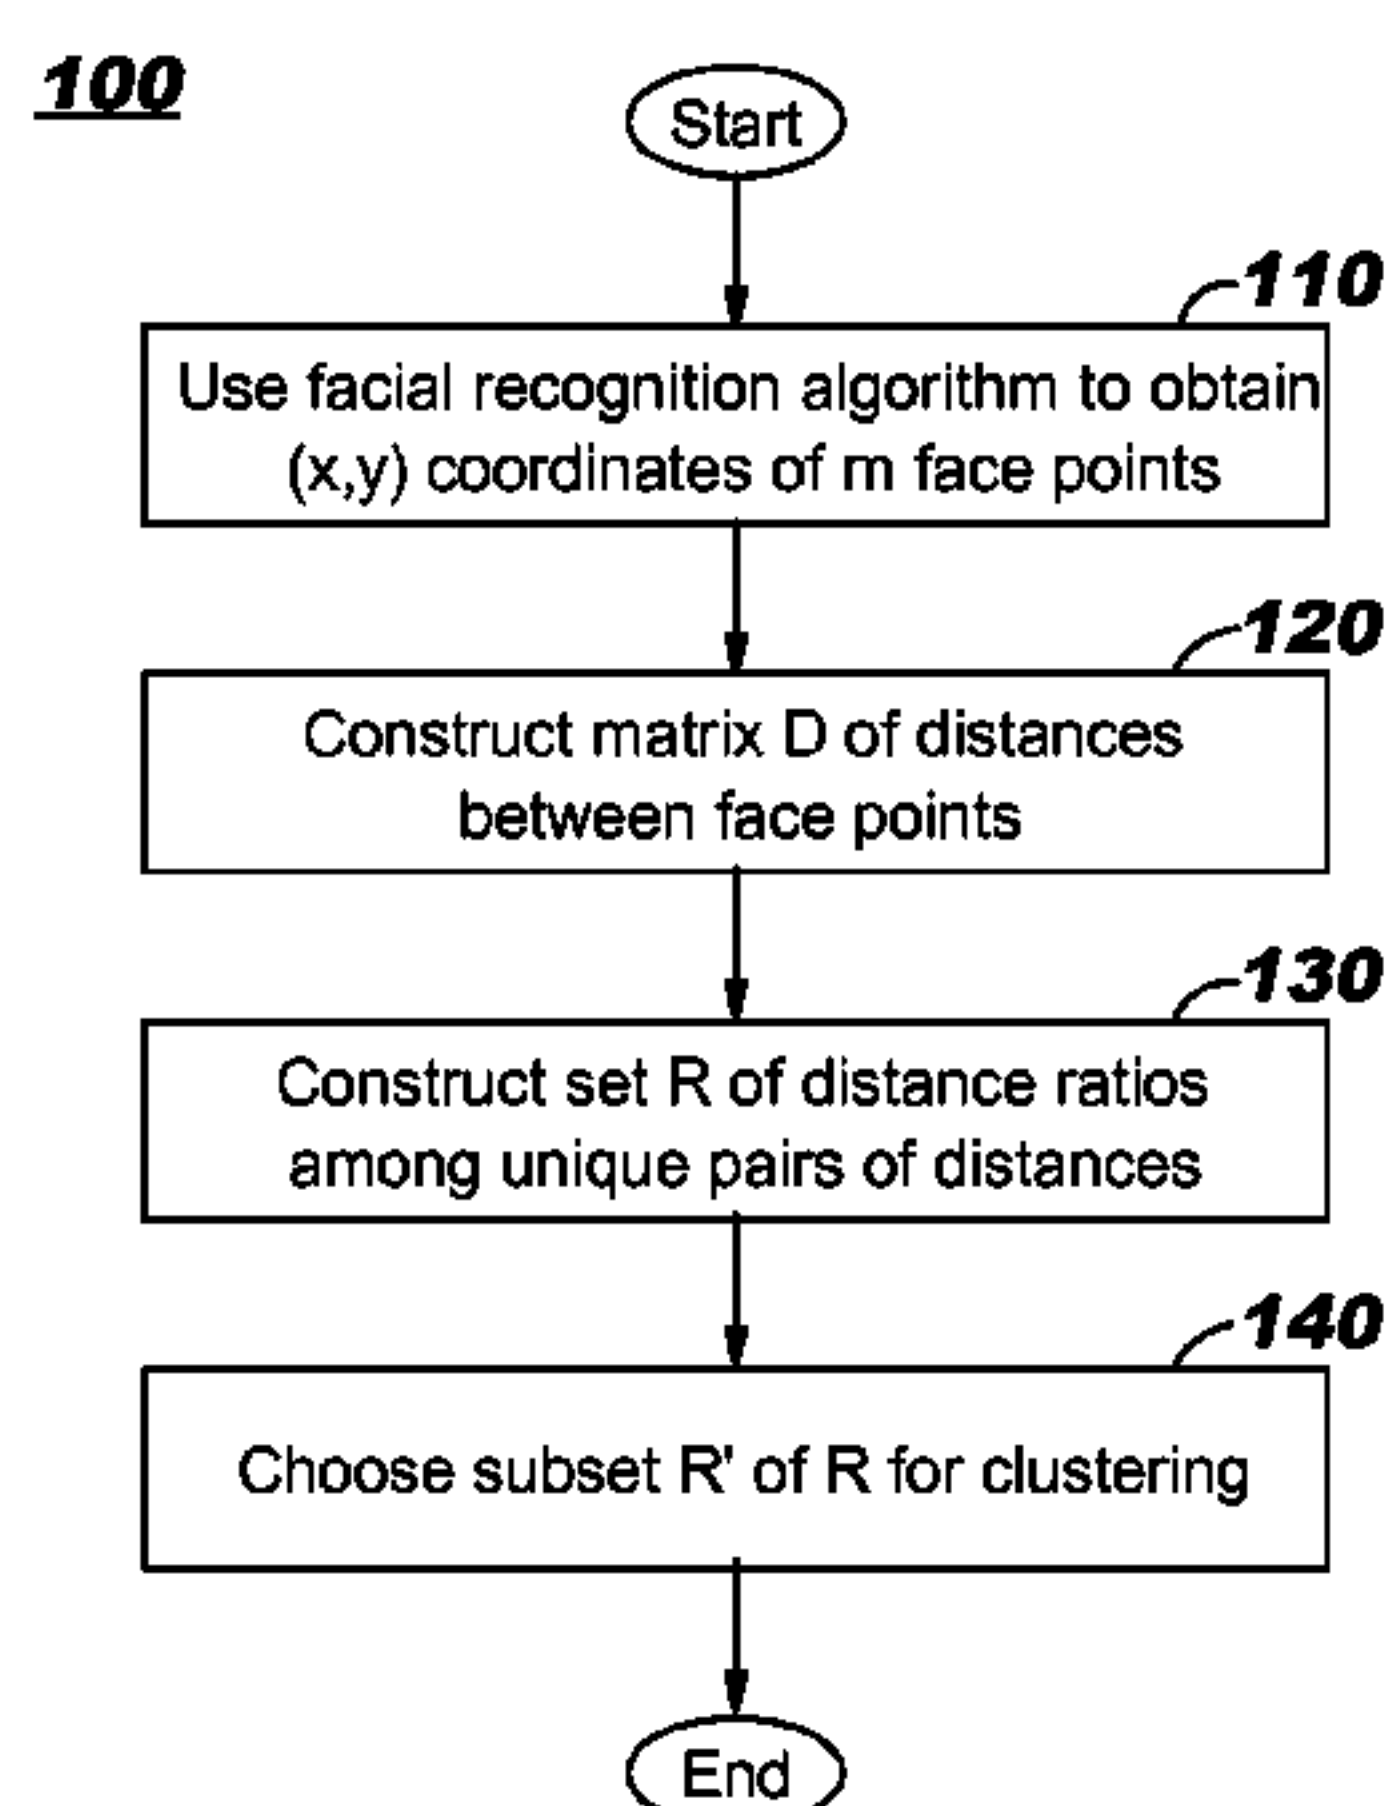 100
Start
110
Use facial recognition algorithm to obtain
(x,y) coordinates of m face points
120
Construct matrix D of distances
between face points
130
Construct set R of distance ratios
among unique pairs of distances
140
Choose subset R' of R for clustering
End